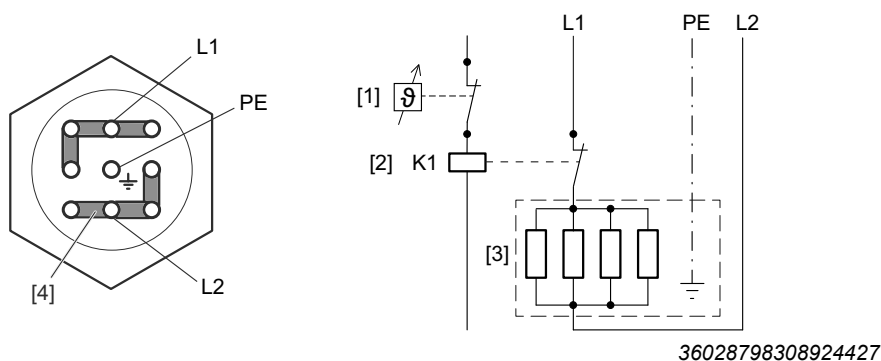 L1
PE
L2
[4]
L1 PE L2
[1] ϑ
[2] K1
[3]
36028798308924427